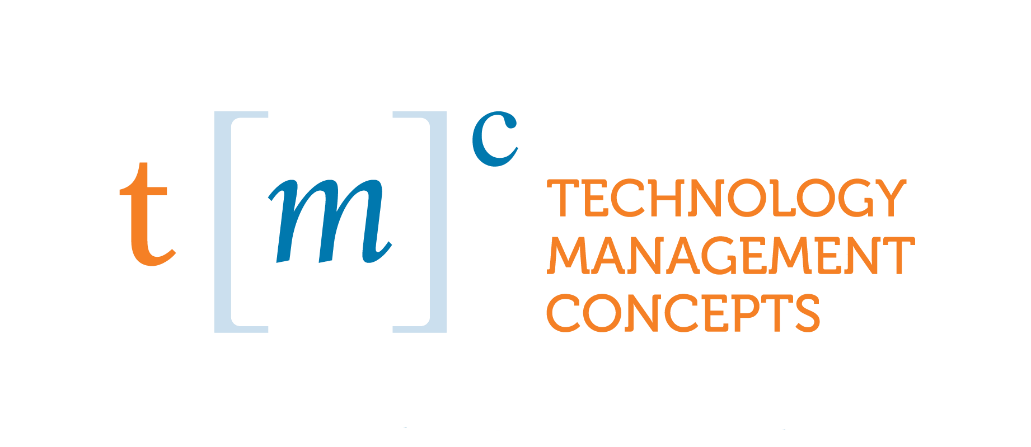 t[m]c
TECHNOLOGY
MANAGEMENT
CONCEPTS